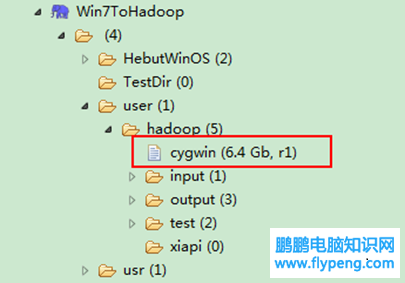 Win7ToHadoop
(4)
HebutWinOS (2)
TestDir (0)
user (1)
hadoop (5)
cygwin (6.4 Gb, r1)
input (1)
output (3)
test (2)
xiapi (0)
usr (1)
鹏鹏电脑知识网
www.flypeng.com